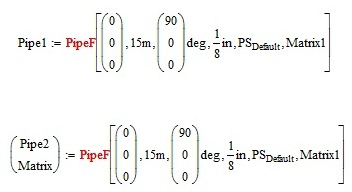 Pipe1 := PipeF[(0 0 0), 15m, (90 0 0) deg, 1/8 in, PS_Default, Matrix1]
(Pipe2 Matrix) := PipeF[(0 0 0), 15m, (90 0 0) deg, 1/8 in, PS_Default, Matrix1]